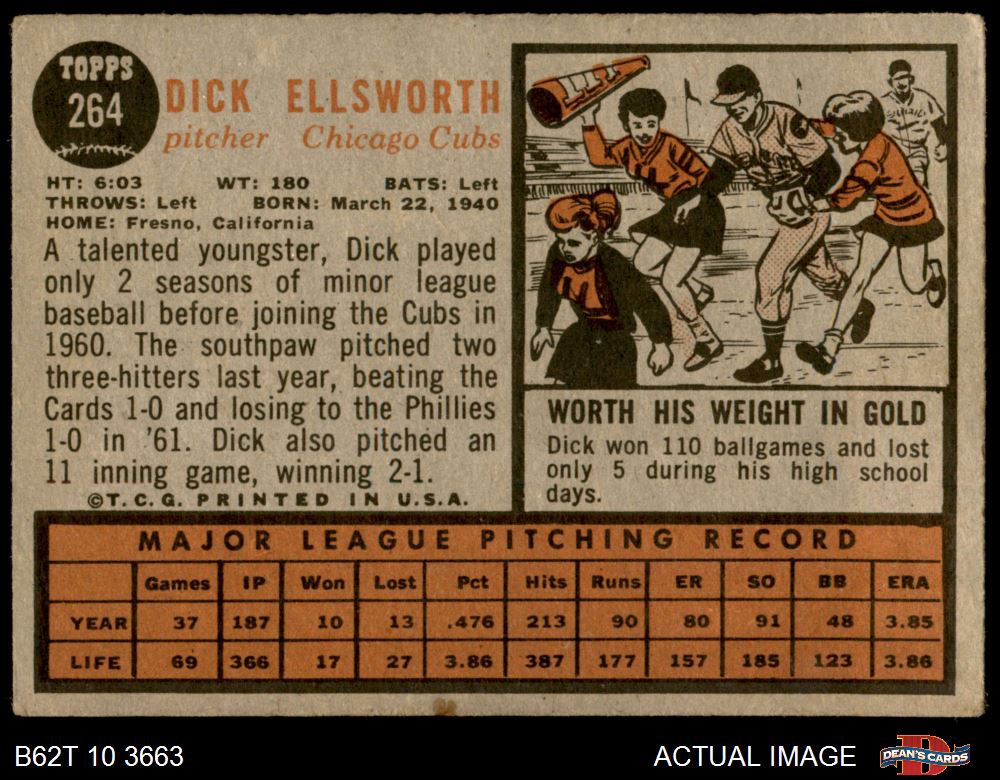 TOPPS
264
DICK ELLSWORTH
pitcher Chicago Cubs
HT: 6:03 WT: 180 BATS: Left
THROWS: Left BORN: March 22, 1940
HOME: Fresno, California
A talented youngster, Dick played
only 2 seasons of minor league
baseball before joining the Cubs in
1960. The southpaw pitched two
three-hitters last year, beating the
Cards 1-0 and losing to the Phillies
1-0 in '61. Dick also pitched an
11 inning game, winning 2-1.
©T.C.G. PRINTED IN U.S.A.
WORTH HIS WEIGHT IN GOLD
Dick won 110 ballgames and lost
only 5 during his high school
days.
MAJOR LEAGUE PITCHING RECORD
Games IP Won Lost Pct Hits Runs ER SO BB ERA
YEAR 37 187 10 13 .476 213 90 80 91 48 3.85
LIFE 69 366 17 27 3.86 387 177 157 185 123 3.86
B62T 10 3663
ACTUAL IMAGE
DEAN'S CARDS